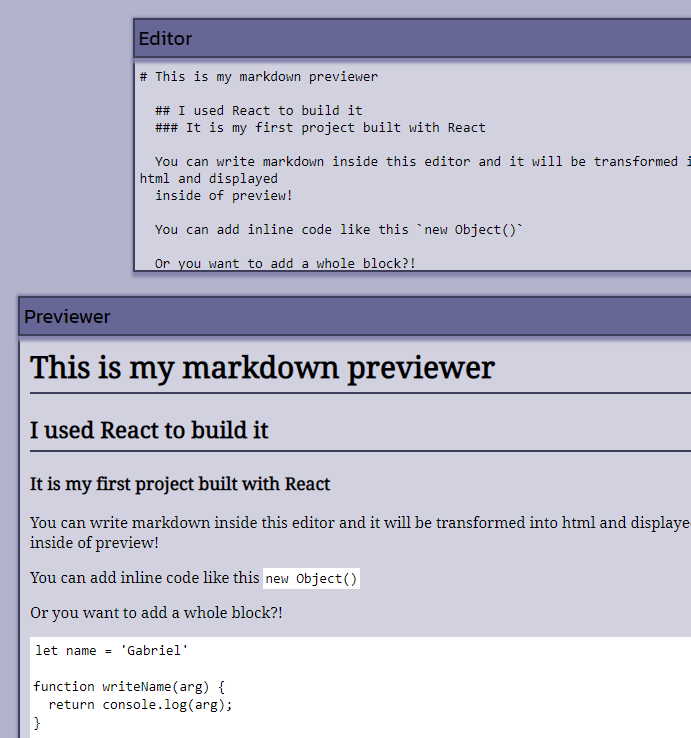 Editor
# This is my markdown previewer
## I used React to build it
### It is my first project built with React
You can write markdown inside this editor and it will be transformed
html and displayed
inside of preview!
You can add inline code like this `new Object()`
Or you want to add a whole block?!
Previewer
This is my markdown previewer
I used React to build it
It is my first project built with React
You can write markdown inside this editor and it will be transformed into html and displaye
inside of preview!
You can add inline code like this new Object()
Or you want to add a whole block?!
let name = 'Gabriel'
function writeName(arg) {
return console.log(arg);
}